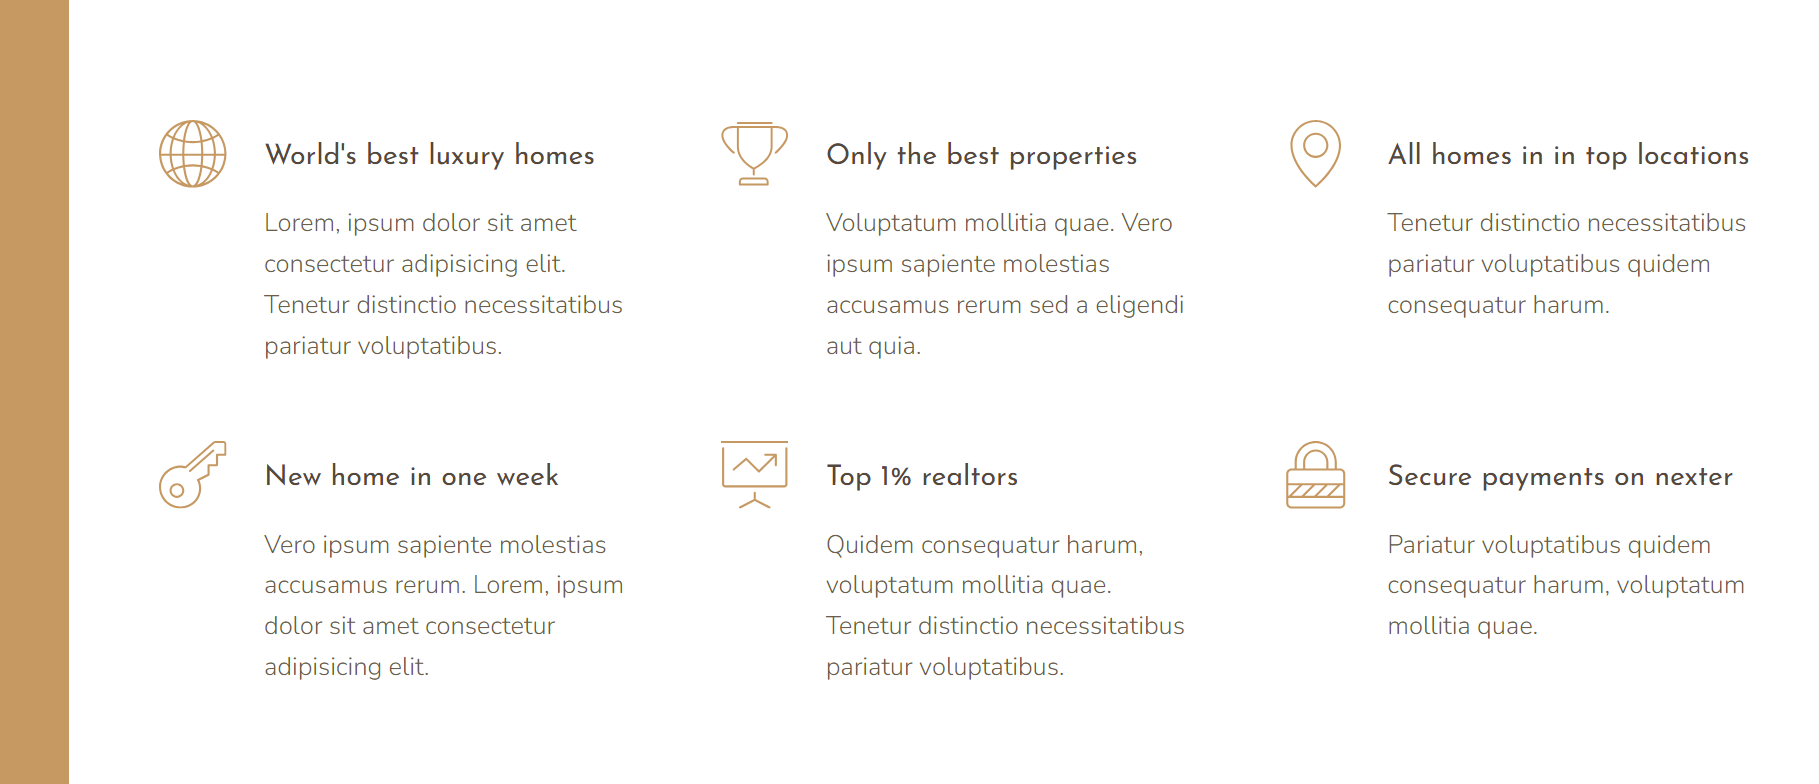 World's best luxury homes
Lorem, ipsum dolor sit amet
consectetur adipisicing elit.
Tenetur distinctio necessitatibus
pariatur voluptatibus.
Only the best properties
Voluptatum mollitia quae. Vero
ipsum sapiente molestias
accusamus rerum sed a eligendi
aut quia.
All homes in in top locations
Tenetur distinctio necessitatibus
pariatur voluptatibus quidem
consequatur harum.
New home in one week
Vero ipsum sapiente molestias
accusamus rerum. Lorem, ipsum
dolor sit amet consectetur
adipisicing elit.
Top 1% realtors
Quidem consequatur harum,
voluptatum mollitia quae.
Tenetur distinctio necessitatibus
pariatur voluptatibus.
Secure payments on nexter
Pariatur voluptatibus quidem
consequatur harum, voluptatum
mollitia quae.